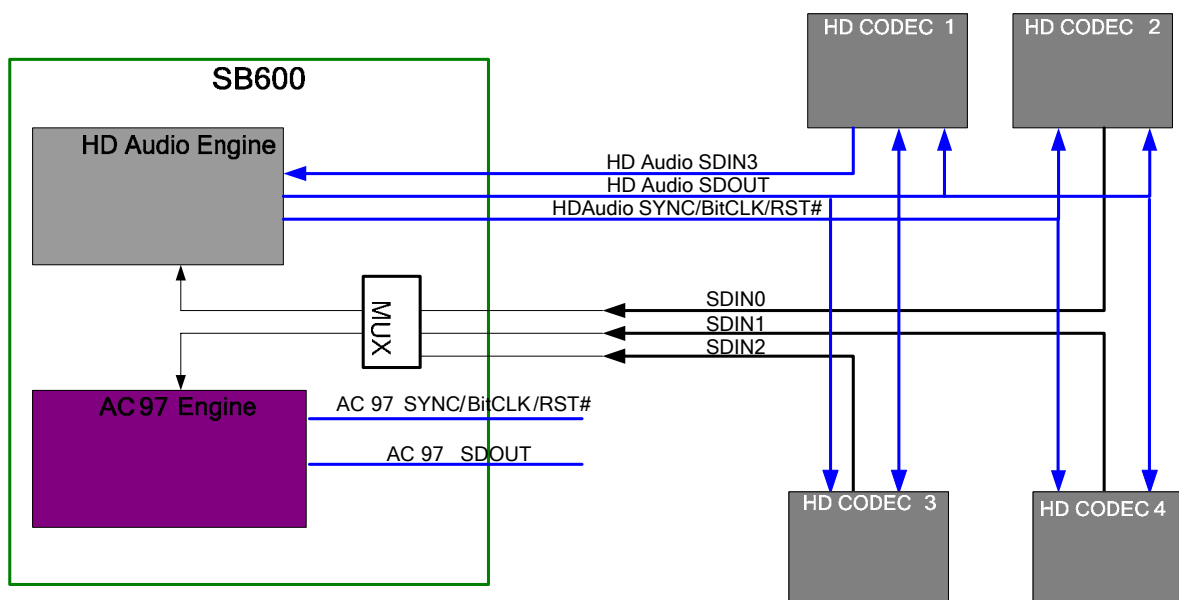 HD CODEC 1
HD CODEC 2
SB600
HD Audio Engine
HD Audio SDIN3
HD Audio SDOUT
HDAudio SYNC/BitCLK/RST#
MUX
SDIN0
SDIN1
SDIN2
AC 97 Engine
AC 97 SYNC/BitCLK/RST#
AC 97 SDOUT
HD CODEC 3
HD CODEC 4